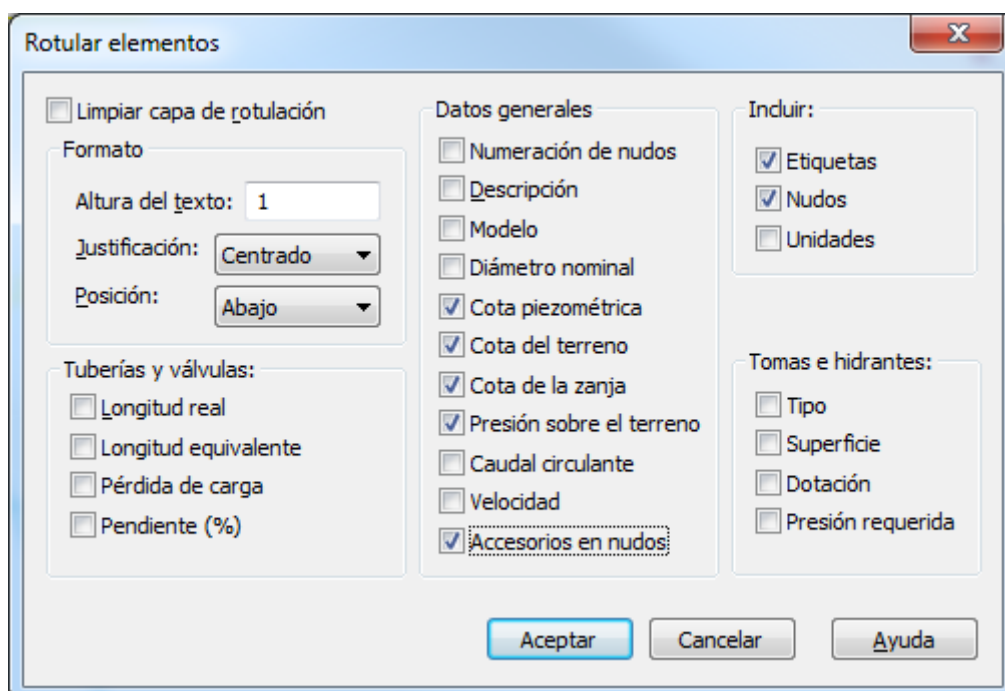 Rotular elementos
Limpiar capa de rotulación
Formato
Altura del texto: 1
Justificación: Centrado
Posición: Abajo
Tuberías y válvulas:
Longitud real
Longitud equivalente
Pérdida de carga
Pendiente (%)
Datos generales
Numeración de nudos
Descripción
Modelo
Diámetro nominal
Cota piezométrica
Cota del terreno
Cota de la zanja
Presión sobre el terreno
Caudal circulante
Velocidad
Accesorios en nudos
Incluir:
Etiquetas
Nudos
Unidades
Tomas e hidrantes:
Tipo
Superficie
Dotación
Presión requerida
Aceptar Cancelar Ayuda